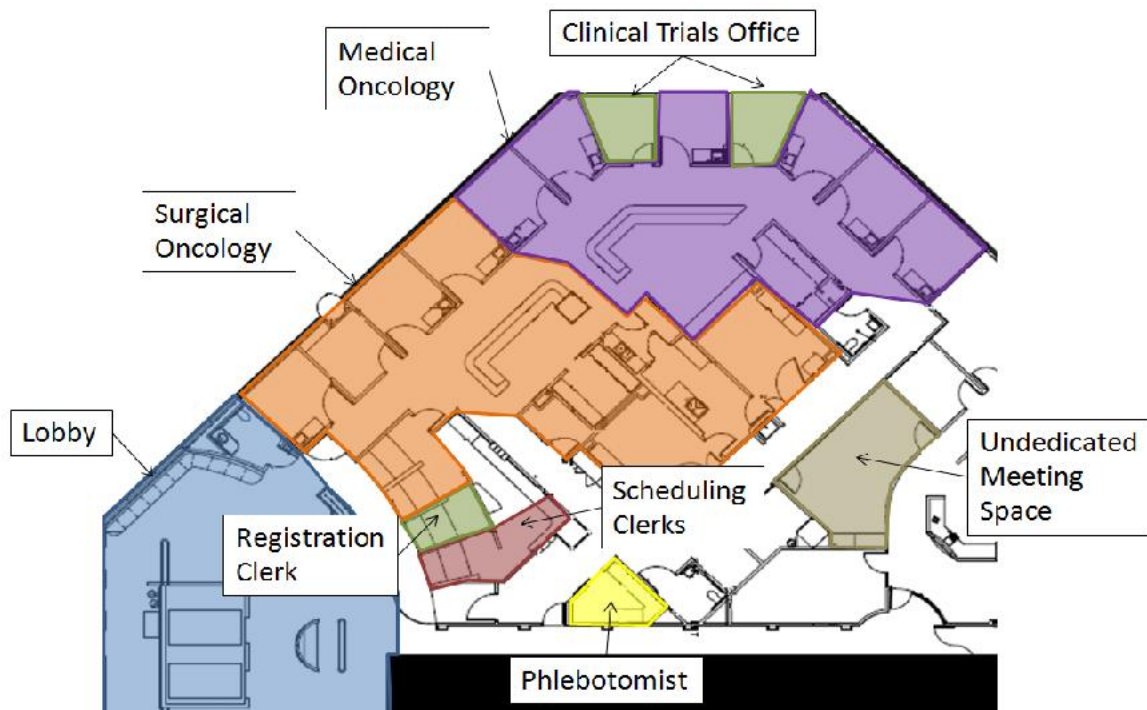 Clinical Trials Office
Medical
Oncology
Surgical
Oncology
Lobby
Undedicated
Meeting
Space
Scheduling
Clerks
Registration
Clerk
Phlebotomist